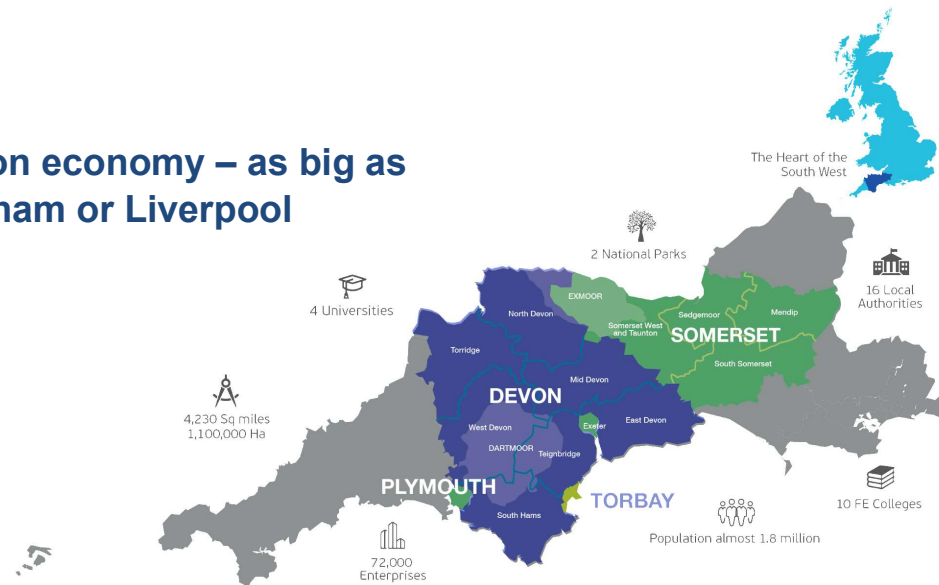 on economy – as big as
ham or Liverpool
The Heart of the
South West
2 National Parks
16 Local
Authorities
4 Universities
EXMOOR
North Devon
Somerset West
and Taunton
Sedgemoor
Mendip
SOMERSET
South Somerset
Torridge
Mid Devon
DEVON
4,230 Sq miles
1,100,000 Ha
West Devon
Exeter
East Devon
DARTMOOR
Teignbridge
PLYMOUTH
TORBAY
South Hams
10 FE Colleges
Population almost 1.8 million
72,000
Enterprises